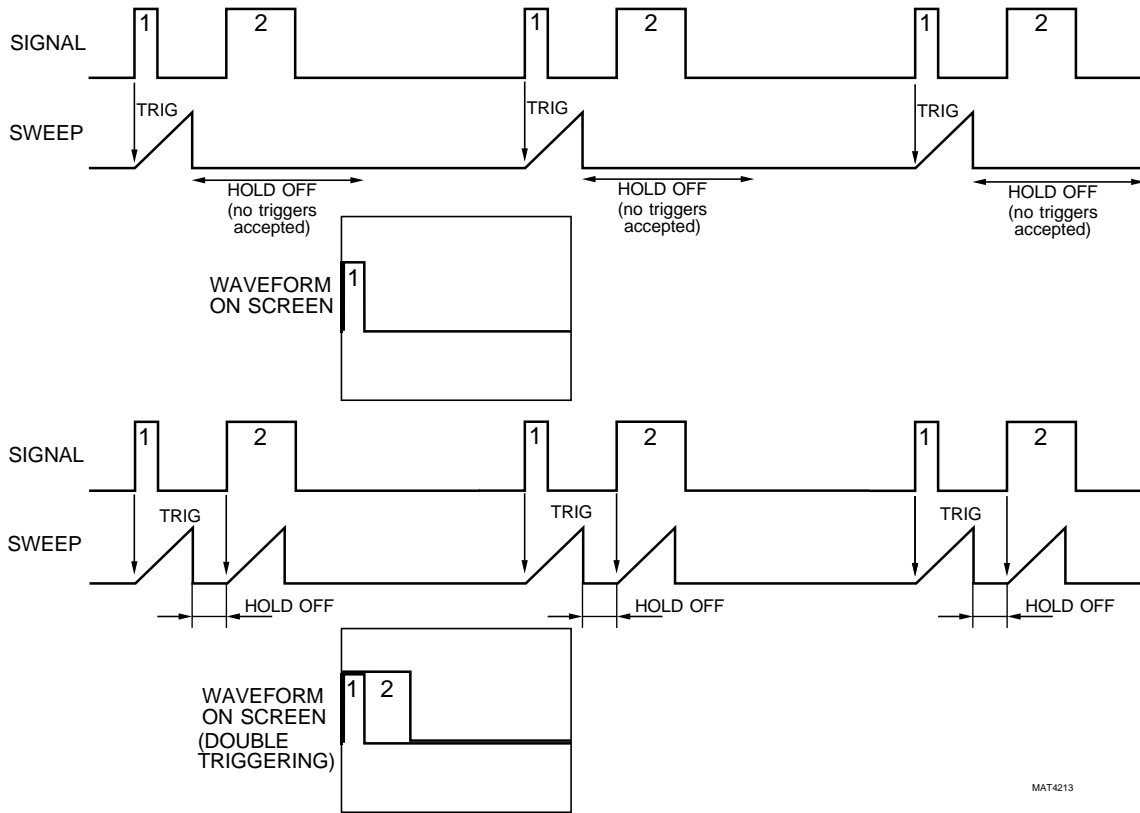 1
2
1
2
1
2
SIGNAL
TRIG
TRIG
TRIG
SWEEP
HOLD OFF
(no triggers
accepted)
HOLD OFF
(no triggers
accepted)
HOLD OFF
(no triggers
accepted)
WAVEFORM
ON SCREEN
1
1
2
1
2
1
2
SIGNAL
TRIG
TRIG
TRIG
SWEEP
HOLD OFF
HOLD OFF
HOLD OFF
WAVEFORM
ON SCREEN
(DOUBLE
TRIGGERING)
1
2
MAT4213